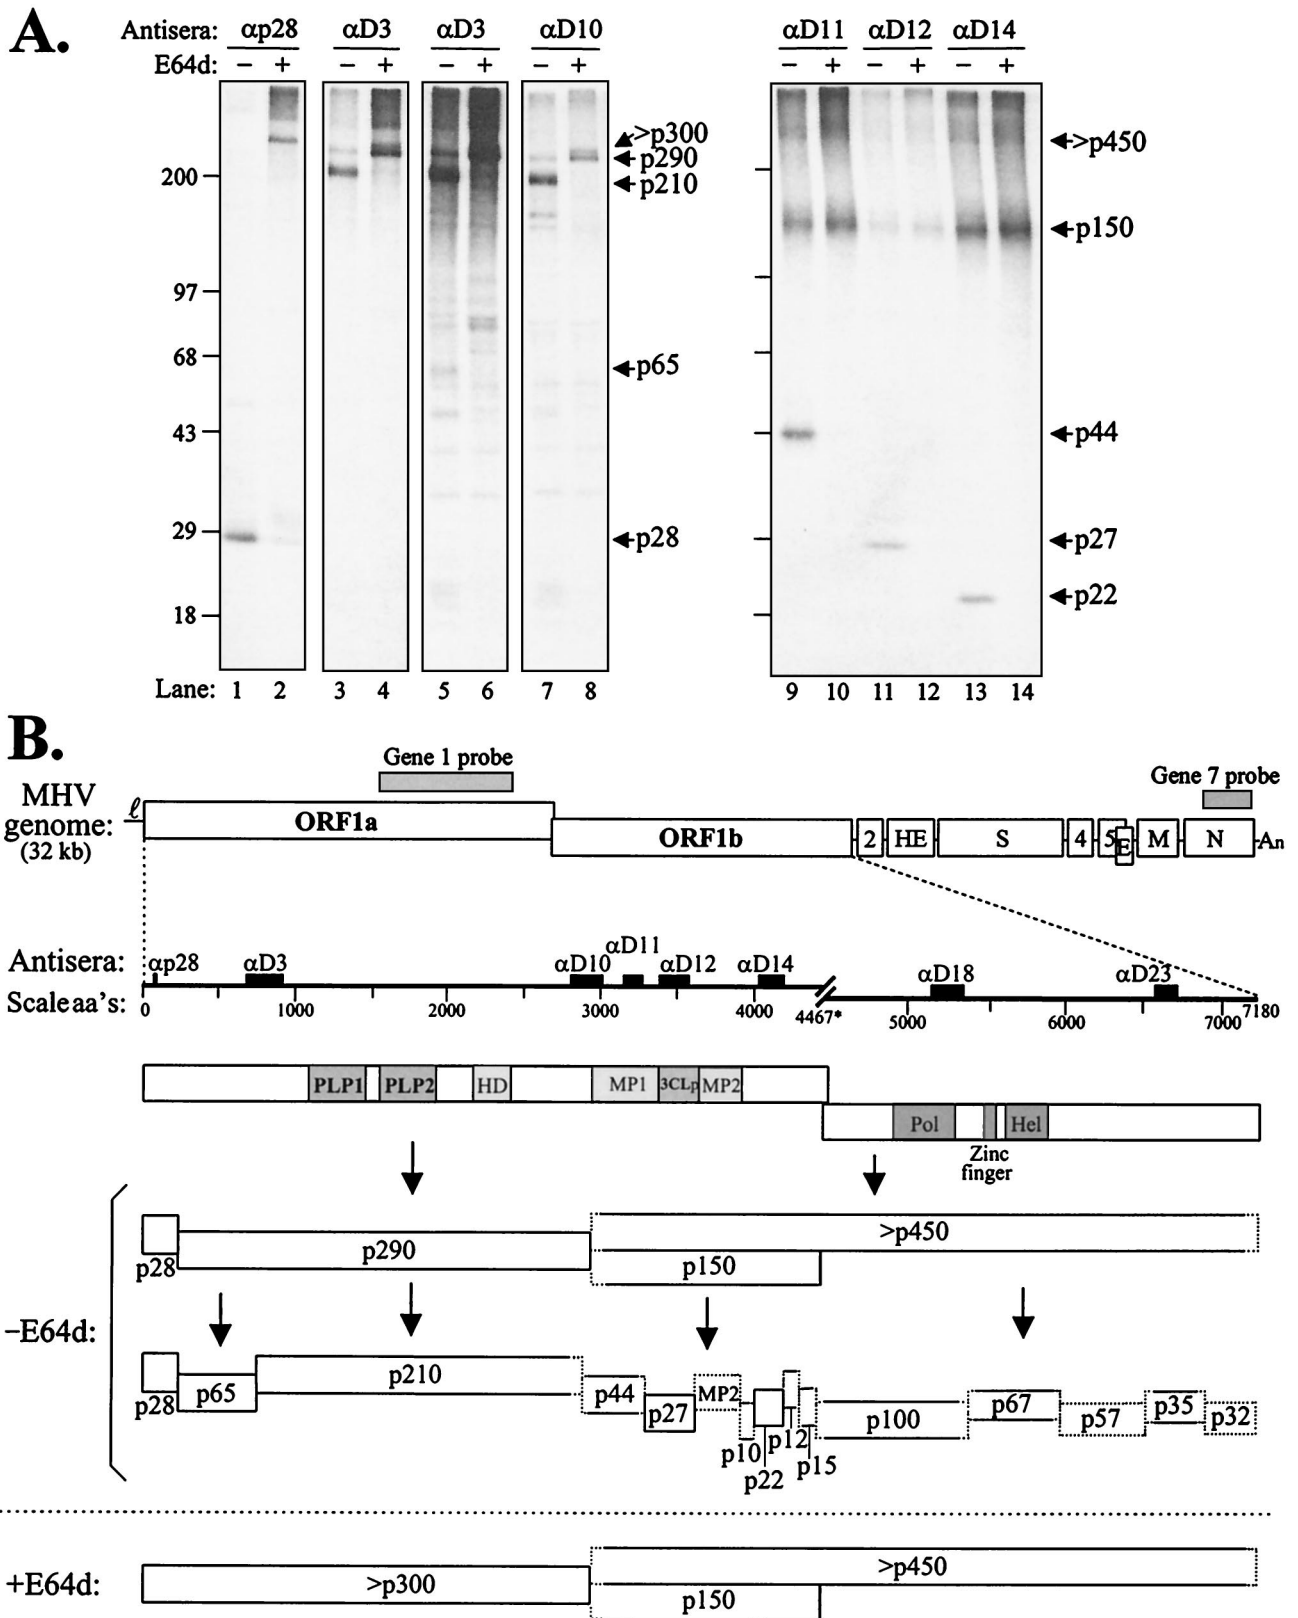 A.
Antisera: αp28 αD3 αD3 αD10 αD11 αD12 αD14
E64d: − + − + − + − + − + − + − +
>p300
p290
200
p210
97
68
p65
43
29
p28
18
>p450
p150
p44
p27
p22
Lane: 1 2 3 4 5 6 7 8 9 10 11 12 13 14
B.
Gene 1 probe
Gene 7 probe
MHV
genome:
(32 kb)
ℓ ORF1a
ORF1b 2 HE S 4 5 E M N An
Antisera: αp28 αD3 αD10 αD11 αD12 αD14 αD18 αD23
Scale aa's: 0 1000 2000 3000 4000 4467* 5000 6000 7000 7180
PLP1 PLP2 HD MP1 3CLp MP2
Pol Hel
Zinc
finger
>p450
p28 p290 p150
−E64d:
p28 p65 p210 p44 p27 MP2 p10 p22 p12 p15 p100 p67 p57 p35 p32
+E64d: >p300 >p450
p150